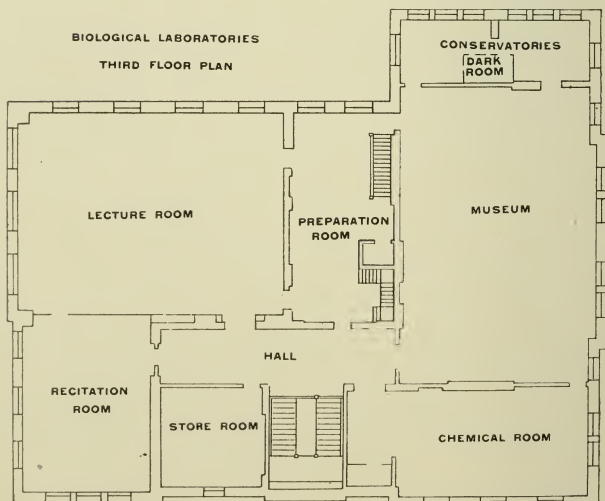 BIOLOGICAL LABORATORIES
THIRD FLOOR PLAN
CONSERVATORIES
DARK
ROOM
LECTURE ROOM
PREPARATION
ROOM
MUSEUM
HALL
RECITATION
ROOM
STORE ROOM
CHEMICAL ROOM